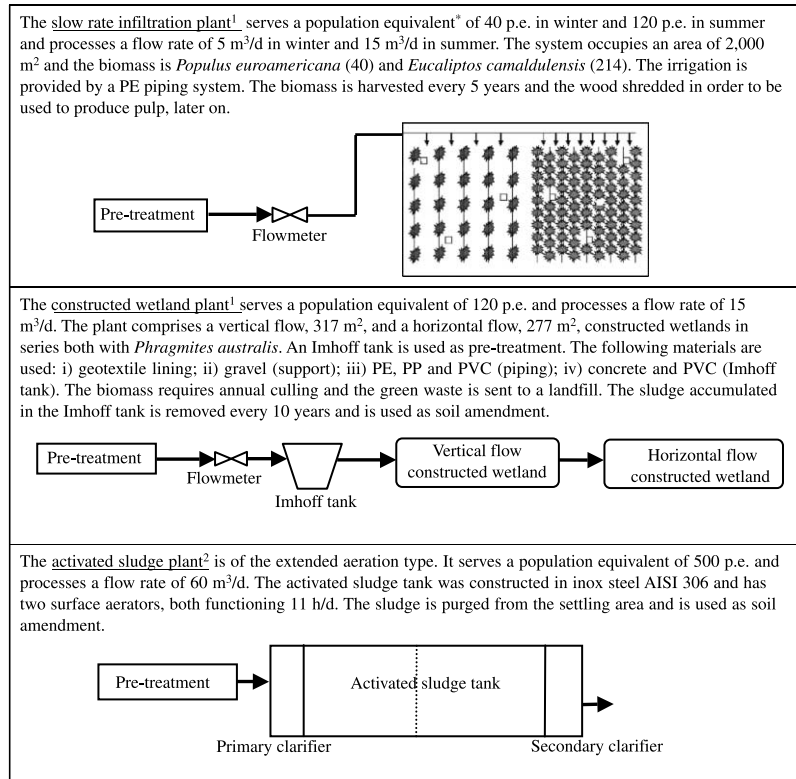 The slow rate infiltration plant¹ serves a population equivalent* of 40 p.e. in winter and 120 p.e. in summer
and processes a flow rate of 5 m³/d in winter and 15 m³/d in summer. The system occupies an area of 2,000
m² and the biomass is Populus euroamericana (40) and Eucaliptos camaldulensis (214). The irrigation is
provided by a PE piping system. The biomass is harvested every 5 years and the wood shredded in order to be
used to produce pulp, later on.
Pre-treatment
Flowmeter
The constructed wetland plant¹ serves a population equivalent of 120 p.e. and processes a flow rate of 15
m³/d. The plant comprises a vertical flow, 317 m², and a horizontal flow, 277 m², constructed wetlands in
series both with Phragmites australis. An Imhoff tank is used as pre-treatment. The following materials are
used: i) geotextile lining; ii) gravel (support); iii) PE, PP and PVC (piping); iv) concrete and PVC (Imhoff
tank). The biomass requires annual culling and the green waste is sent to a landfill. The sludge accumulated
in the Imhoff tank is removed every 10 years and is used as soil amendment.
Pre-treatment
Flowmeter
Imhoff tank
Vertical flow
constructed wetland
Horizontal flow
constructed wetland
The activated sludge plant² is of the extended aeration type. It serves a population equivalent of 500 p.e. and
processes a flow rate of 60 m³/d. The activated sludge tank was constructed in inox steel AISI 306 and has
two surface aerators, both functioning 11 h/d. The sludge is purged from the settling area and is used as soil
amendment.
Pre-treatment
Activated sludge tank
Primary clarifier
Secondary clarifier